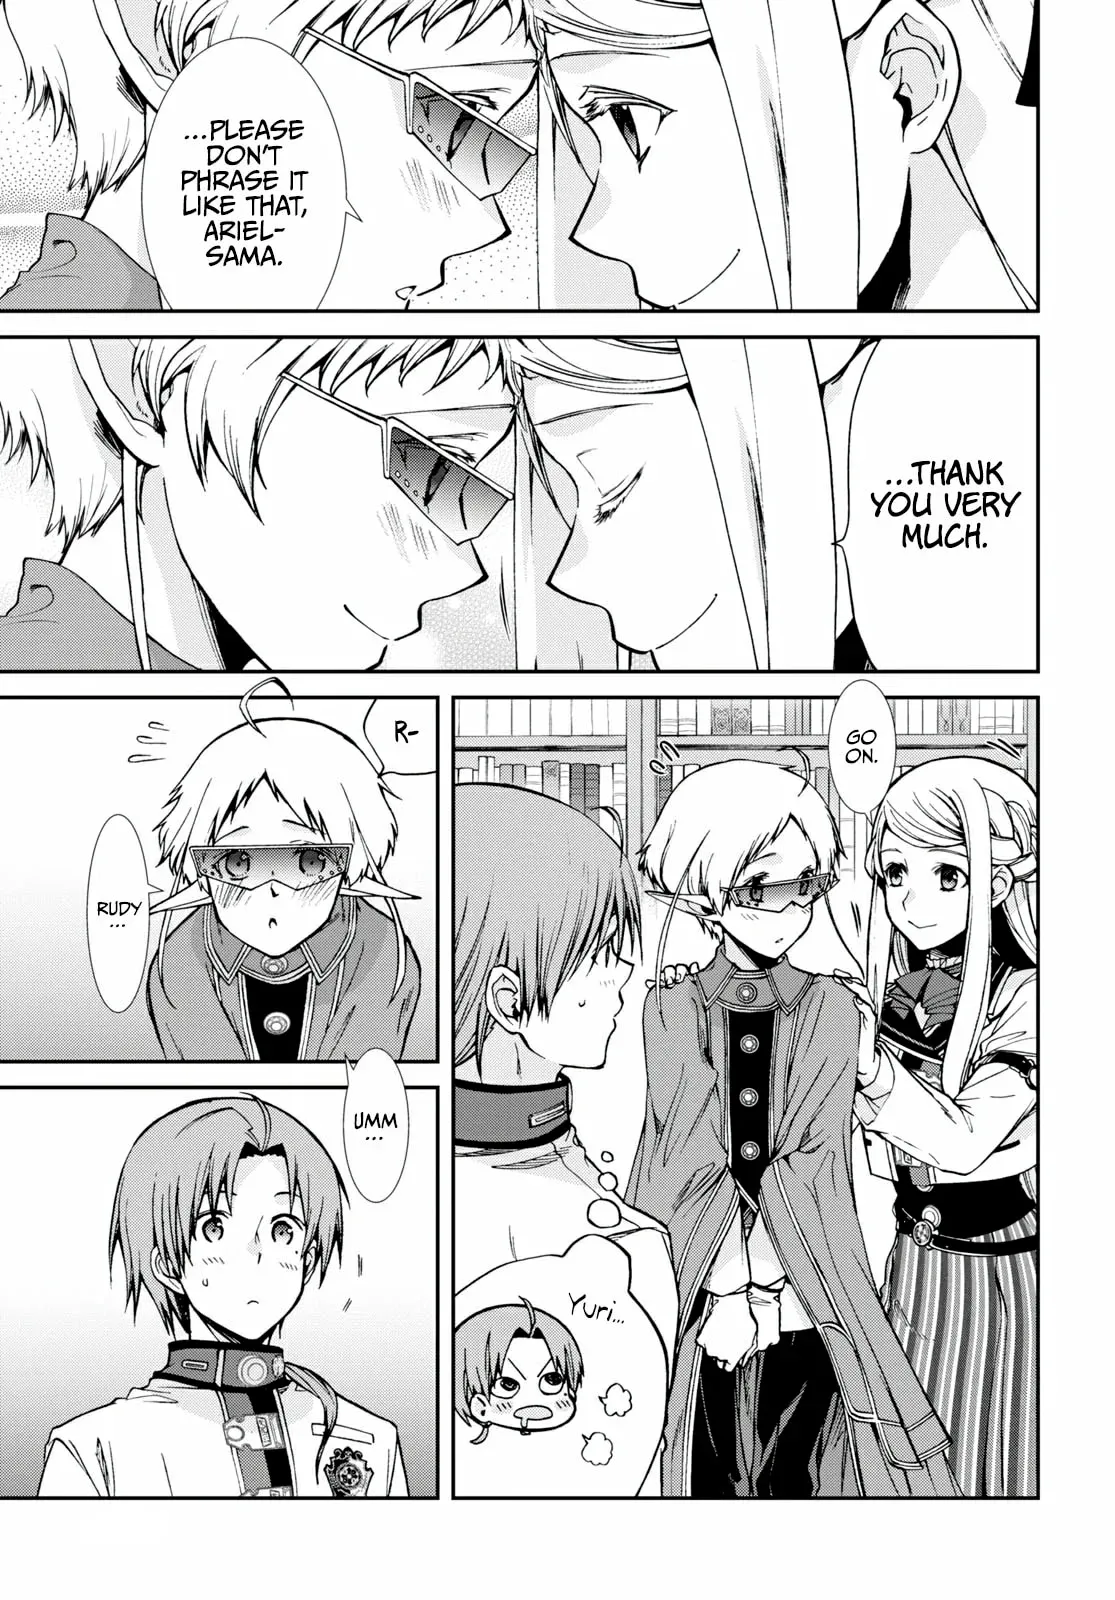 ...PLEASE
DON'T
PHRASE IT
LIKE THAT,
ARIEL-
SAMA.
...THANK
YOU VERY
MUCH.
GO
ON.
Yuri...
R-
RUDY
...
UMM
...